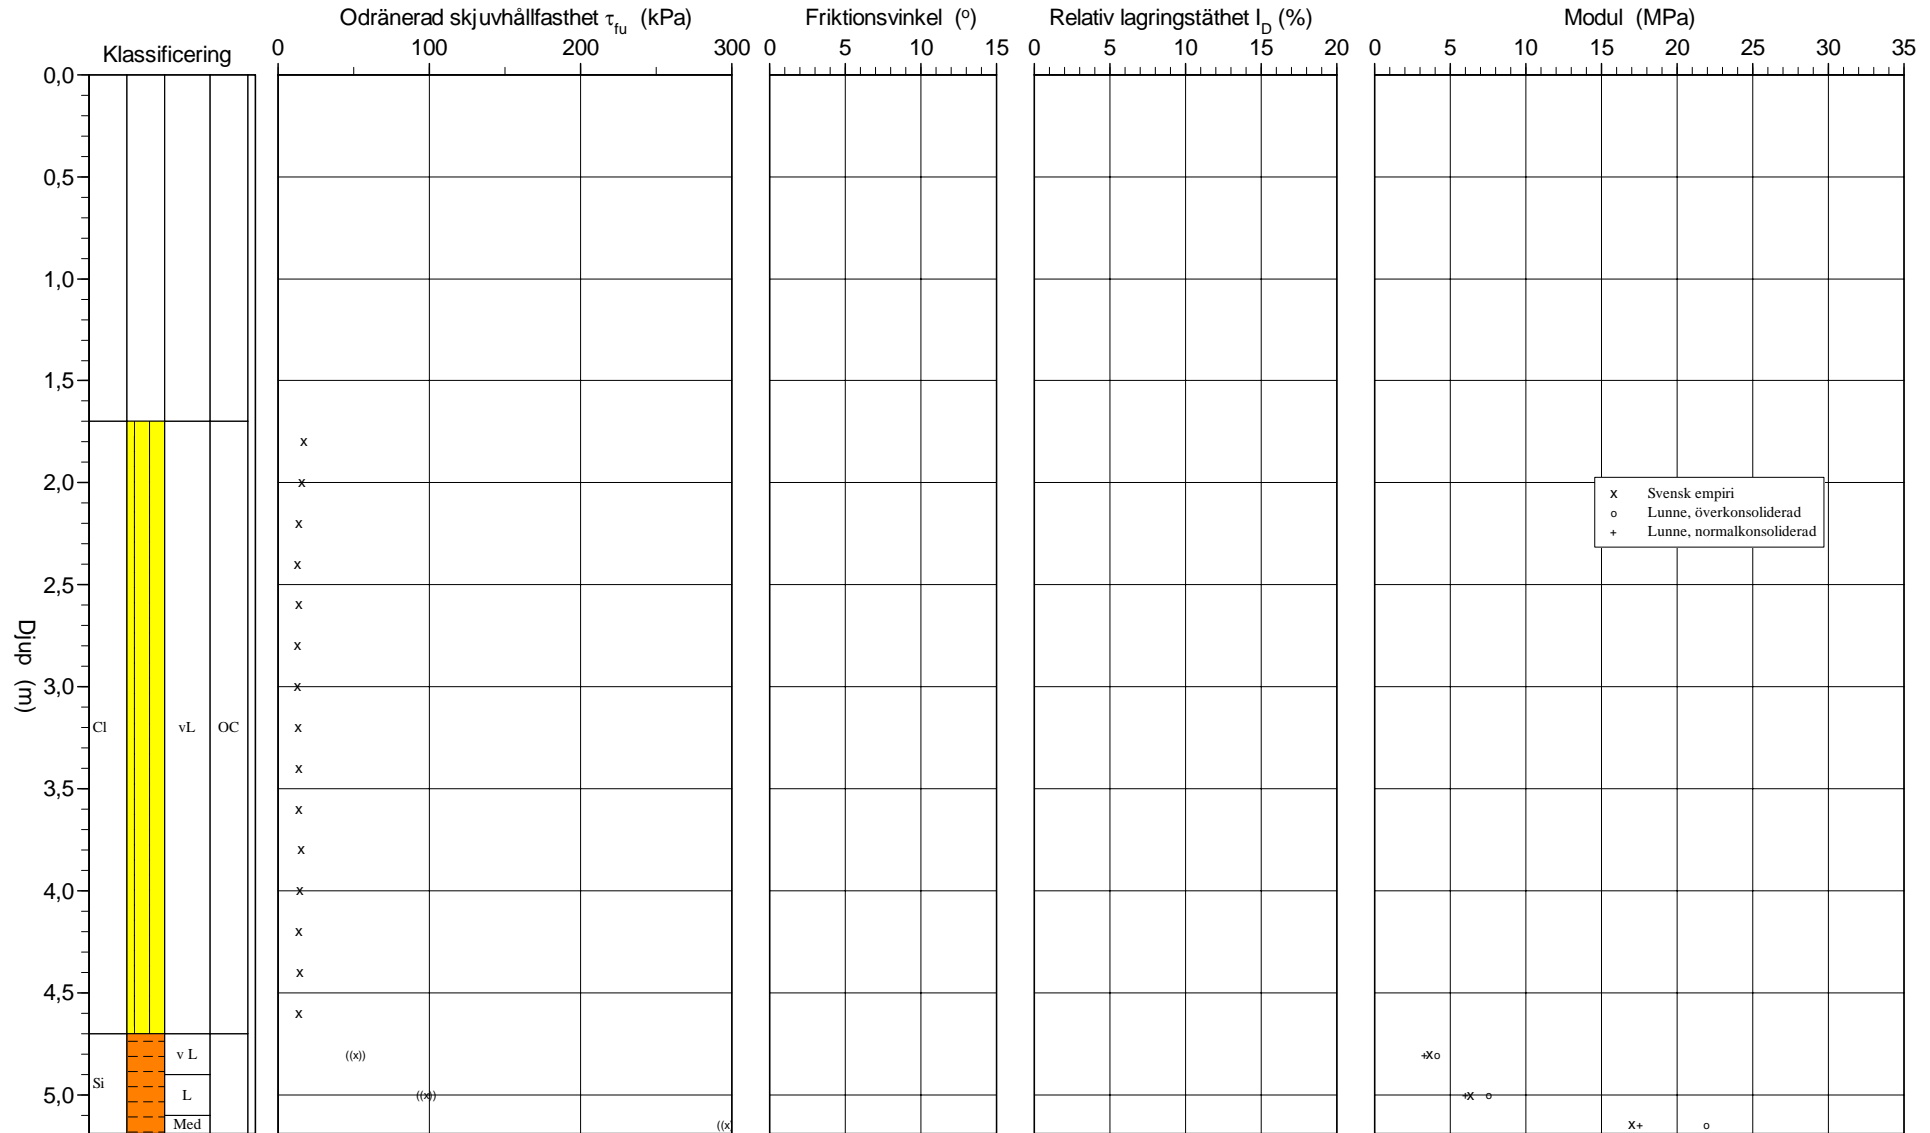 Odränerad skjuvhållfasthet τfu (kPa) Friktionsvinkel (o) Relativ lagringstäthet ID (%) Modul (MPa)
Klassificering 0 100 200 300 0 5 10 15 0 5 10 15 20 0 5 10 15 20 25 30 35
0,0
0,5
1,0
1,5
x
2,0 x
x Svensk empiri
o Lunne, överkonsoliderad
+ Lunne, normalkonsoliderad
x
x
2,5
x
x
Djup (m)
3,0 x
Cl vL OC x
x
3,5
x
x
4,0 x
x
x
4,5
x
v L ((x)) +x o
Si
5,0 L ((x)) +x o
Med ((x x+ o